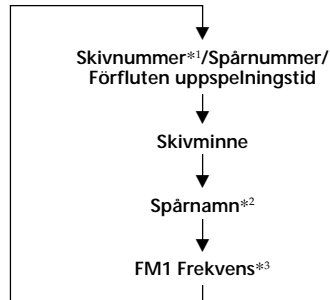 Skivnummer*1/Spårnummer/
Förfluten uppspelningstid
Skivminne
Spårnamn*2
FM1 Frekvens*3